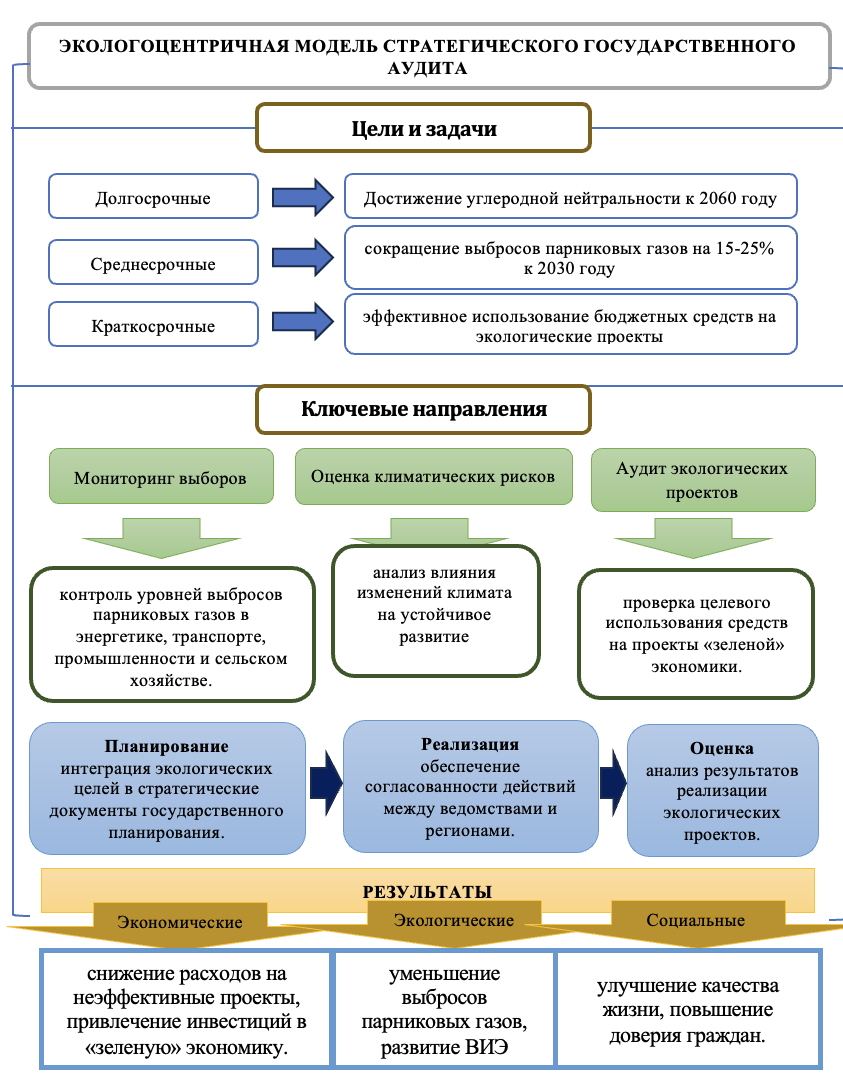 ЭКОЛОГОЦЕНТРИЧНАЯ МОДЕЛЬ СТРАТЕГИЧЕСКОГО ГОСУДАРСТВЕННОГО
АУДИТА
Цели и задачи
Долгосрочные
Достижение углеродной нейтральности к 2060 году
Среднесрочные
сокращение выбросов парниковых газов на 15-25%
к 2030 году
Краткосрочные
эффективное использование бюджетных средств на
экологические проекты
Ключевые направления
Мониторинг выборов
Оценка климатических рисков
Аудит экологических
проектов
контроль уровней выбросов
парниковых газов в
энергетике, транспорте,
промышленности и сельском
хозяйстве.
анализ влияния
изменений климата
на устойчивое
развитие
проверка целевого
использования средств
на проекты «зеленой»
экономики.
Планирование
интеграция экологических
целей в стратегические
документы государственного
планирования.
Реализация
обеспечение
согласованности действий
между ведомствами и
регионами.
Оценка
анализ результатов
реализации
экологических
проектов.
РЕЗУЛЬТАТЫ
Экономические
Экологические
Социальные
снижение расходов на
неэффективные проекты,
привлечение инвестиций в
«зеленую» экономику.
уменьшение
выбросов
парниковых газов,
развитие ВИЭ
улучшение качества
жизни, повышение
доверия граждан.